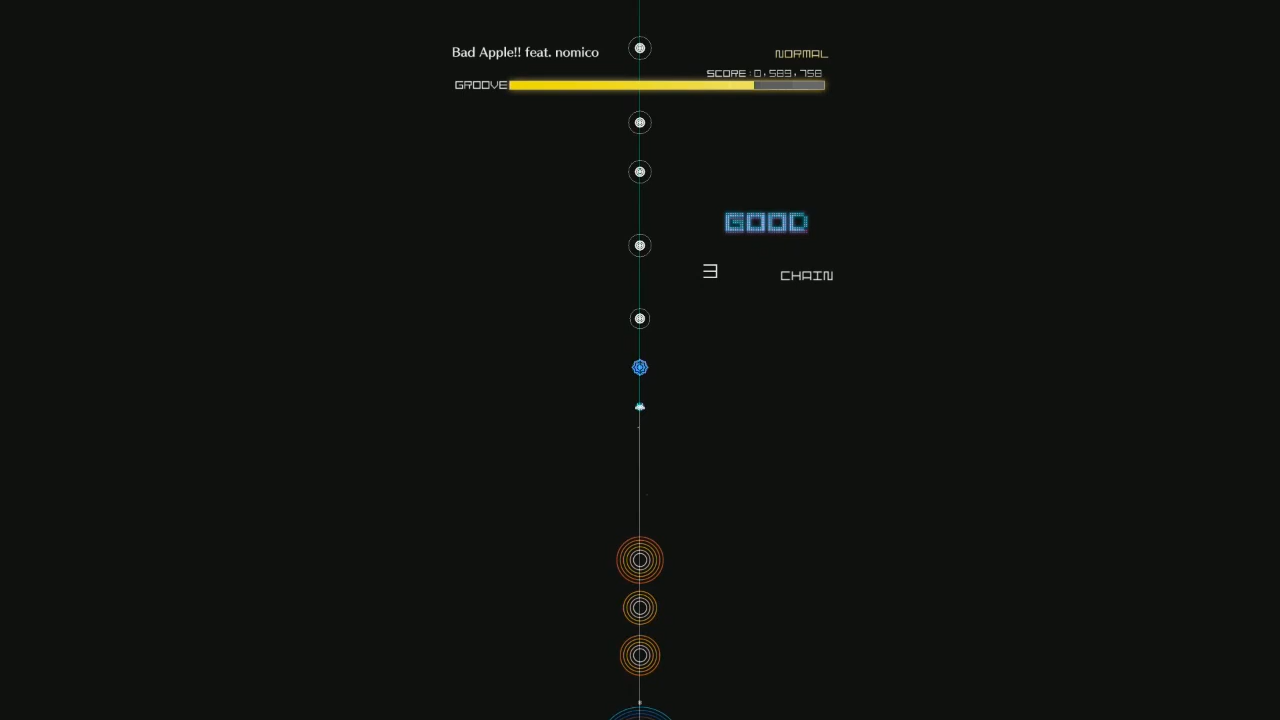 Bad Apple!! feat. nomico
NORMAL
SCORE:0,589,758
GROOVE
GOOD
3 CHAIN